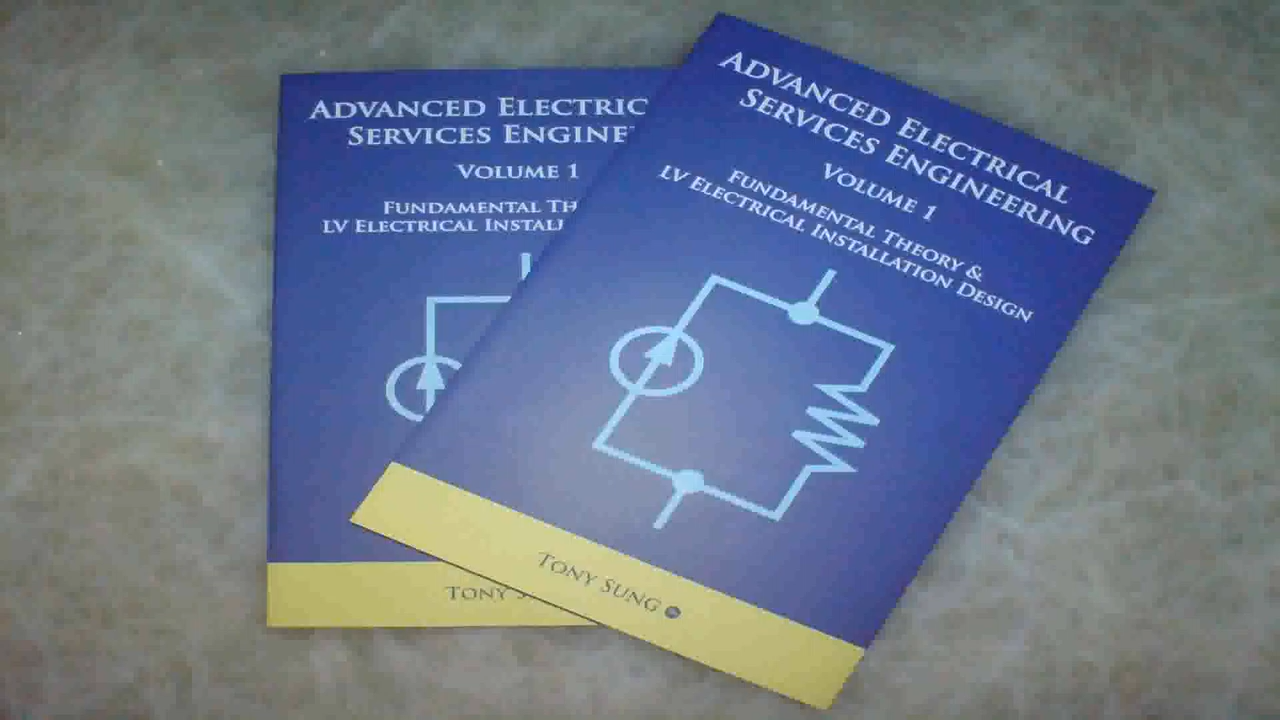 ADVANCED ELECTRIC
SERVICES ENGINE
VOLUME 1
FUNDAMENTAL TH
LV ELECTRICAL INSTALL
TONY S
ADVANCED ELECTRICAL
SERVICES ENGINEERING
VOLUME 1
FUNDAMENTAL THEORY &
LV ELECTRICAL INSTALLATION DESIGN
TONY SUNG